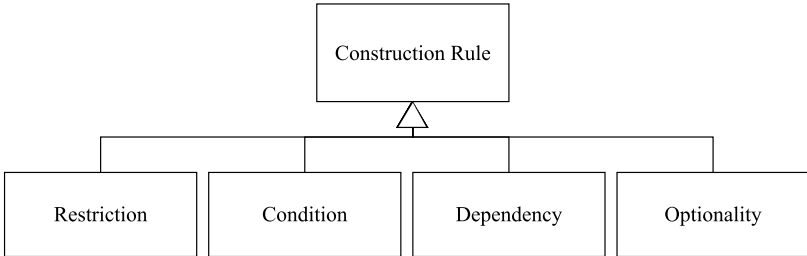 Construction Rule
Restriction
Condition
Dependency
Optionality